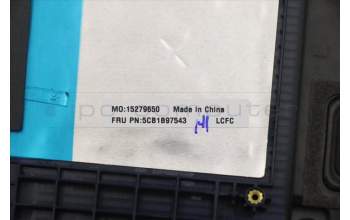 MO:15279650 Made in China
FRU PN:5CB1B97543 LCFC